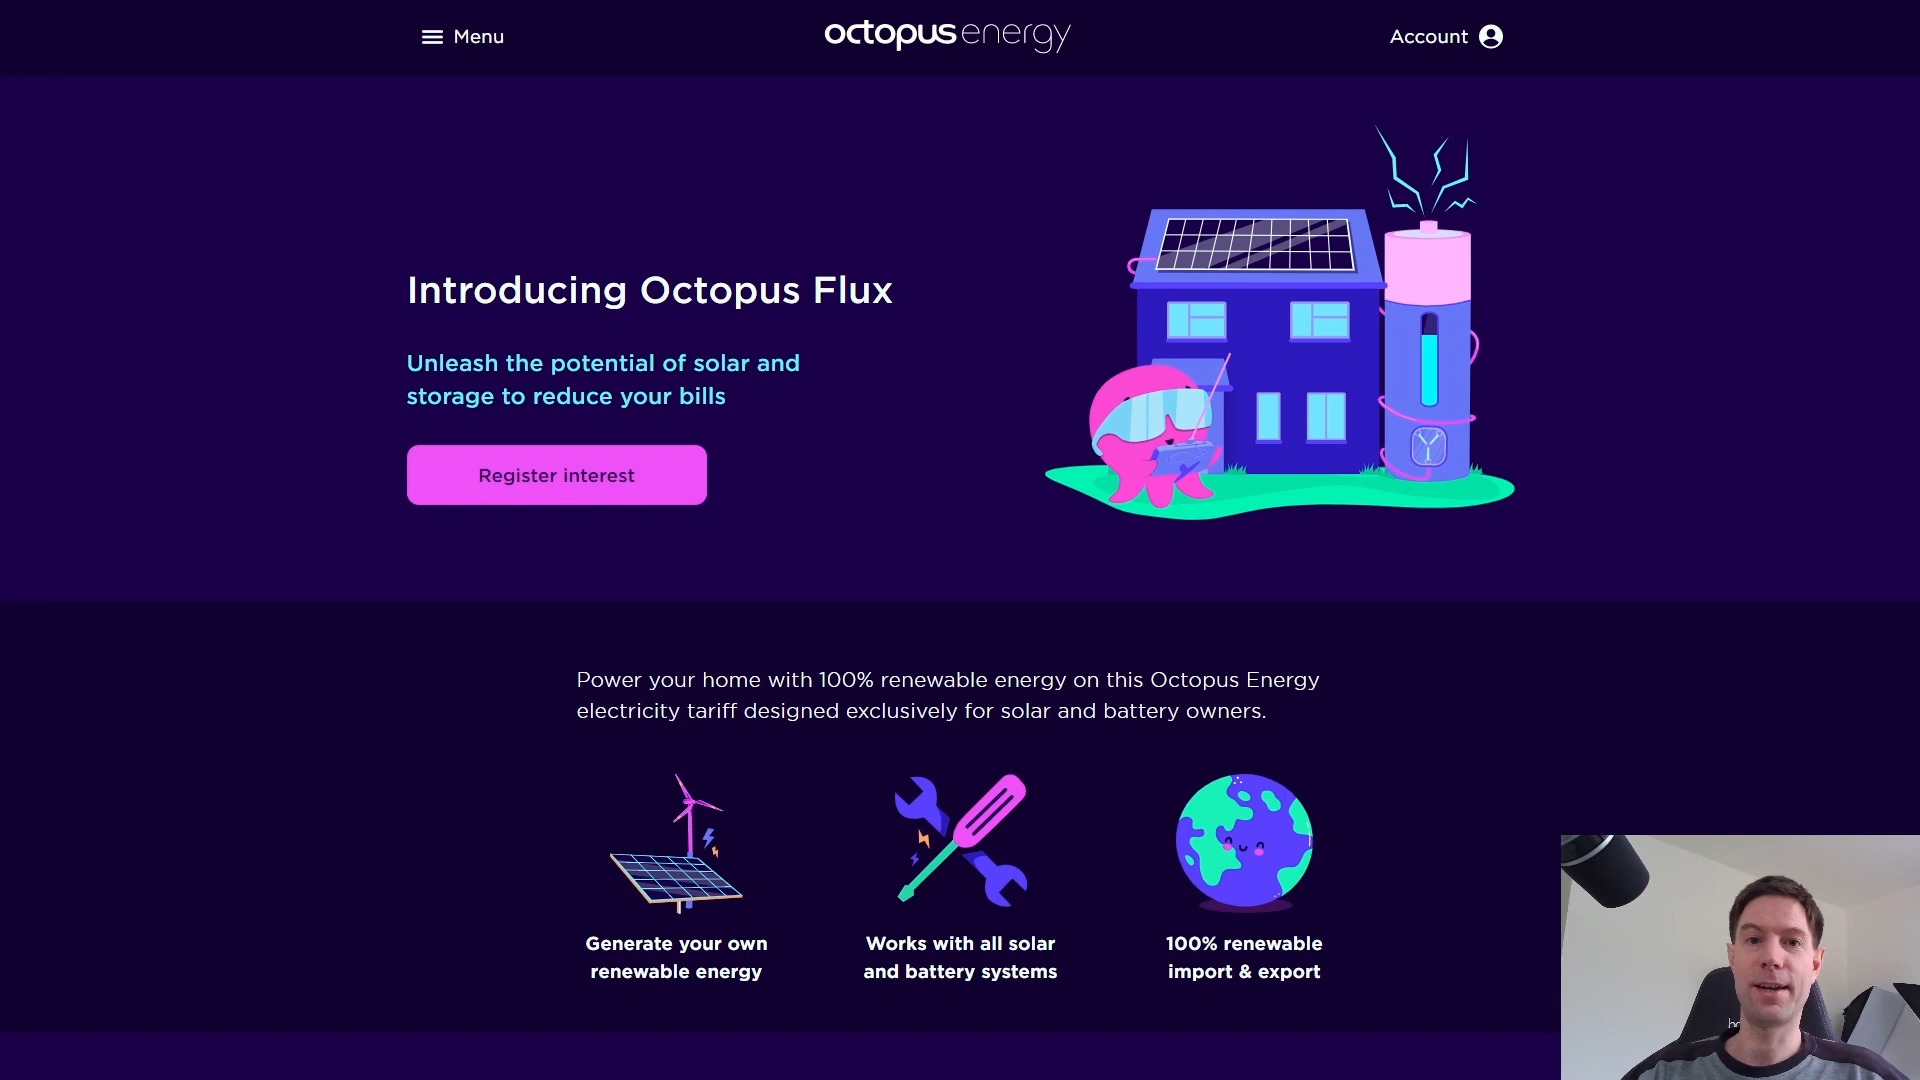 Menu
octopus energy
Account
Introducing Octopus Flux
Unleash the potential of solar and
storage to reduce your bills
Register interest
Power your home with 100% renewable energy on this Octopus Energy
electricity tariff designed exclusively for solar and battery owners.
Generate your own
renewable energy
Works with all solar
and battery systems
100% renewable
import & export